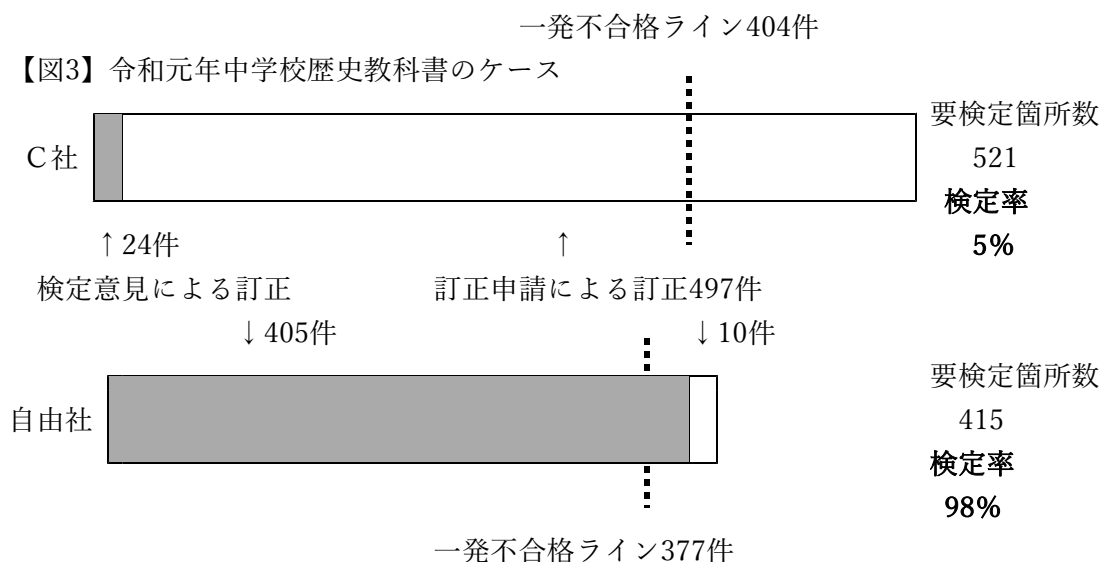 一発不合格ライン404件
【図3】令和元年中学校歴史教科書のケース
C社
要検定箇所数
521
検定率
5%
↑24件
↑
検定意見による訂正
訂正申請による訂正497件
↓405件
↓10件
自由社
要検定箇所数
415
検定率
98%
一発不合格ライン377件